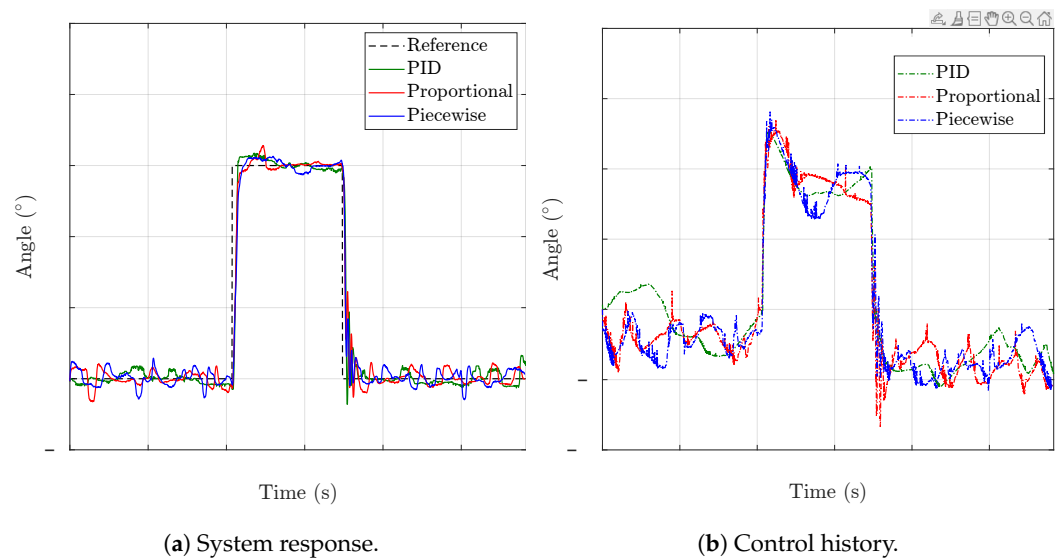 Reference
PID
Proportional
Piecewise
Angle (°)
Time (s)
(a) System response.
PID
Proportional
Piecewise
Angle (°)
Time (s)
(b) Control history.